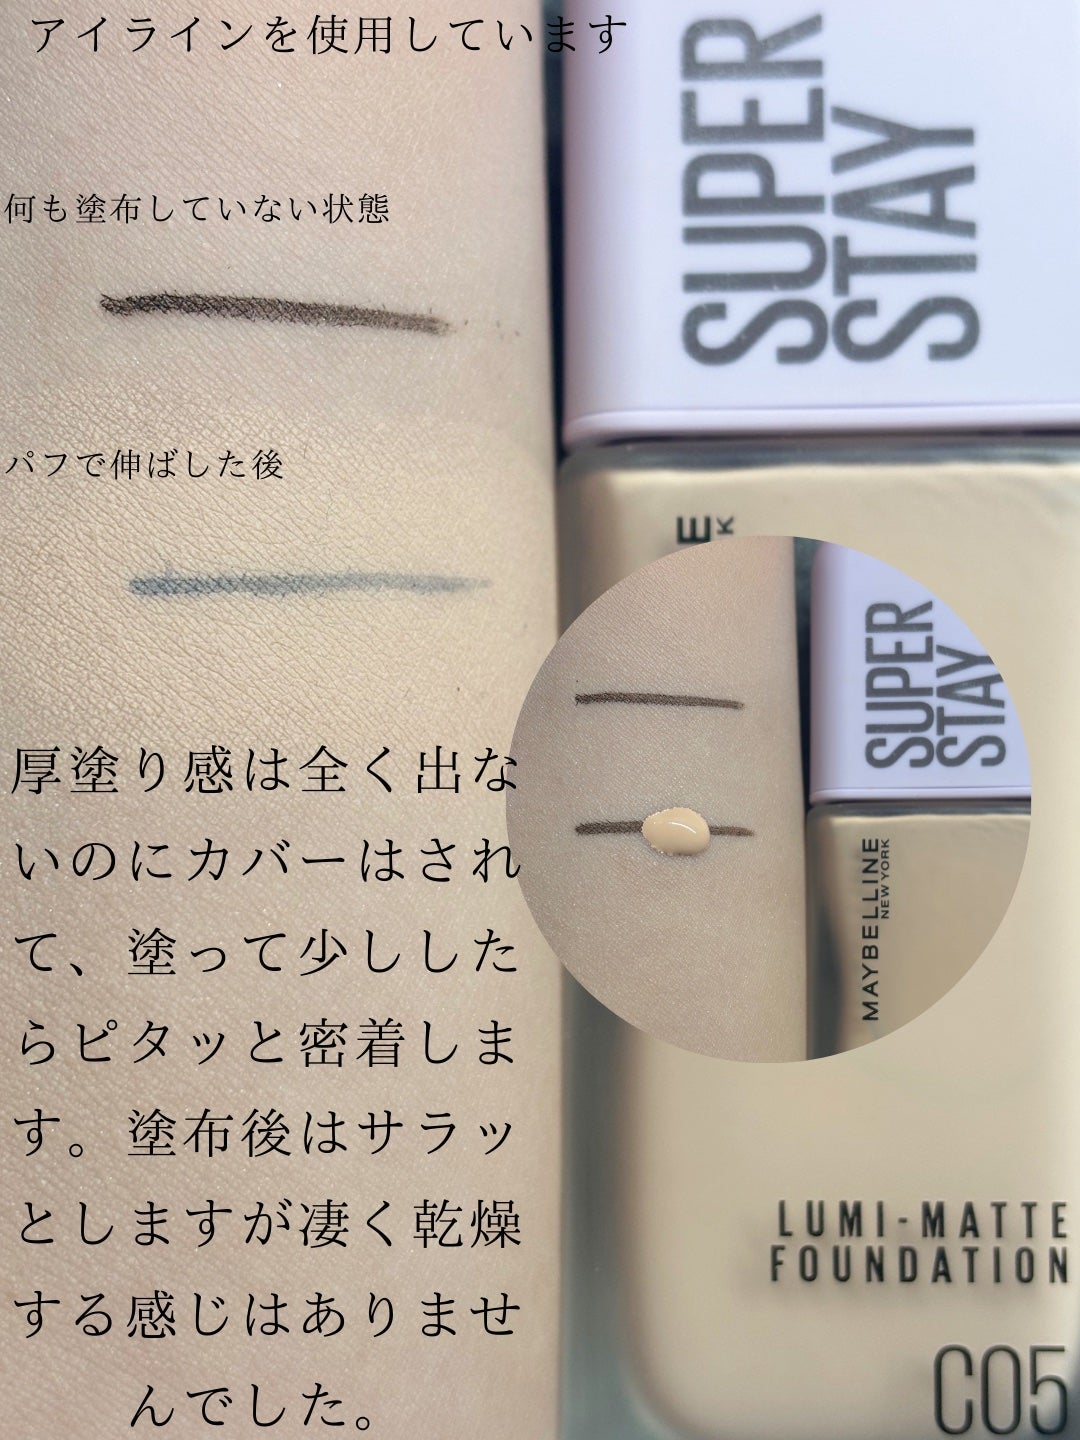 アイラインを使用しています
何も塗布していない状態
パフで伸ばした後
厚塗り感は全く出な
いのにカバーはされ
て、塗って少しした
らピタッと密着しま
す。塗布後はサラッ
としますが凄く乾燥
する感じはありませ
んでした。
SUPER
STAY
E
K
SUPER
STAY
MAYBELLINE
NEW YORK
LUMI-MATTE
FOUNDATION
C05